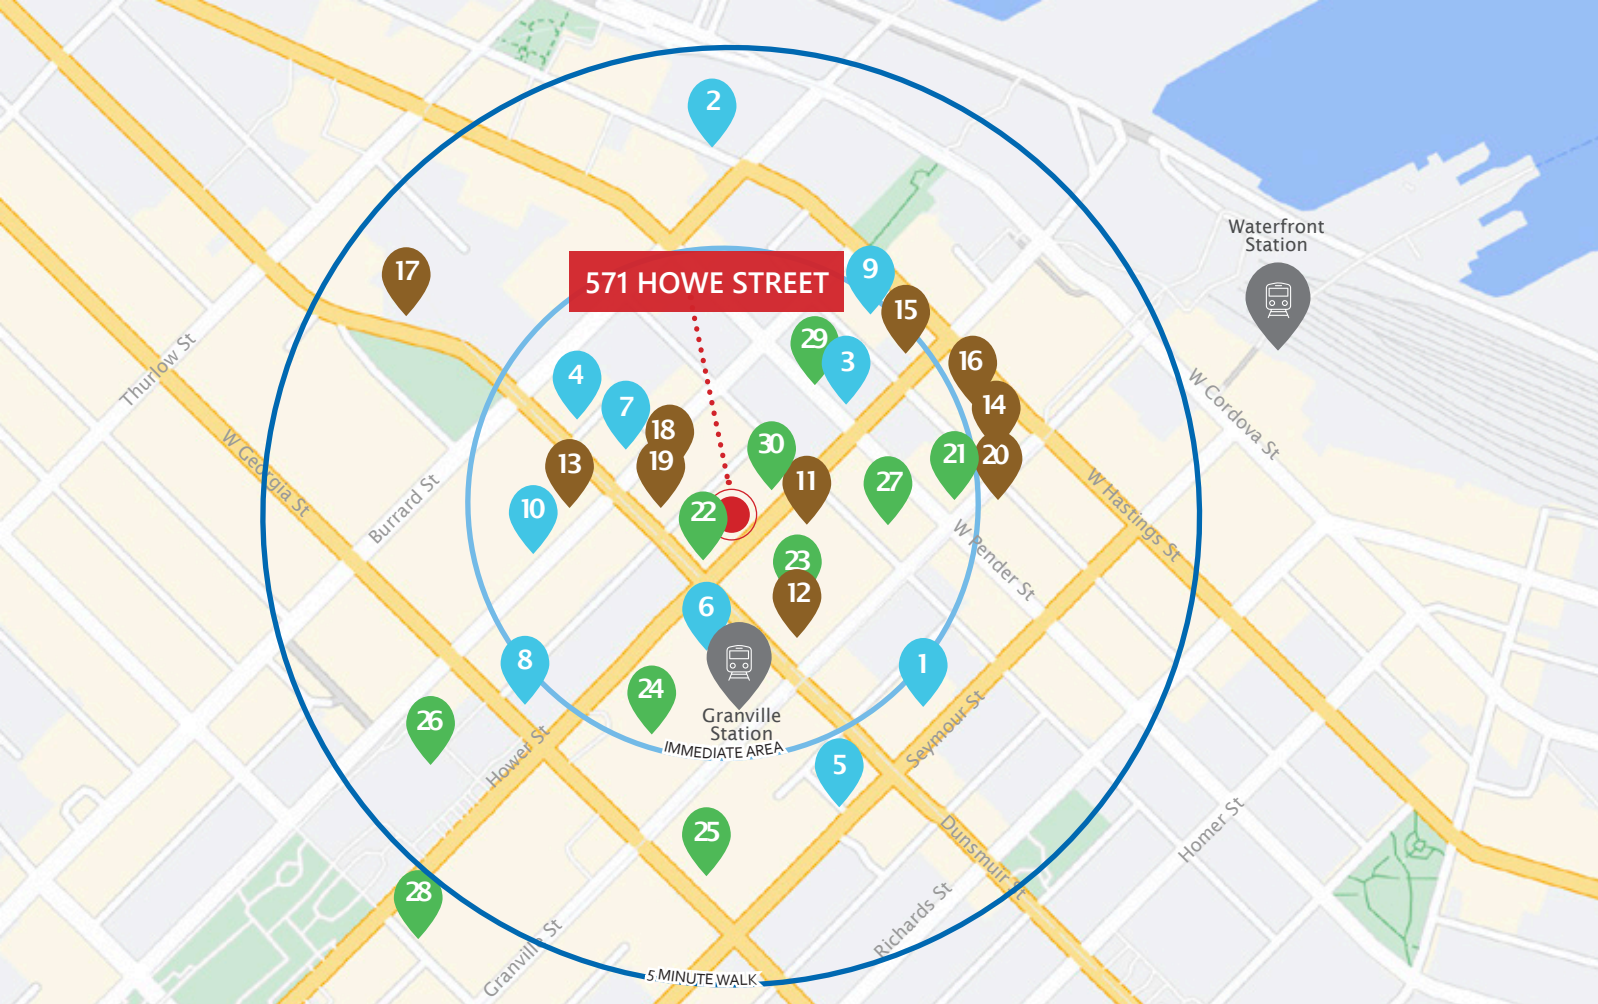 2
Waterfront
Station
17
9
571 HOWE STREET
15
29
3
16
4
7
14
Thurlow St
W Cordova St
18
30
13
19
21
20
11
27
W Georgia St
Burrard St
10
22
W Hastings St
W Pender St
23
12
6
8
1
24
26
Granville
Station
IMMEDIATE AREA
Seymour St
Hower St
5
25
Homer St
Dunsmuir St
28
Richards St
Granville St
5 MINUTE WALK